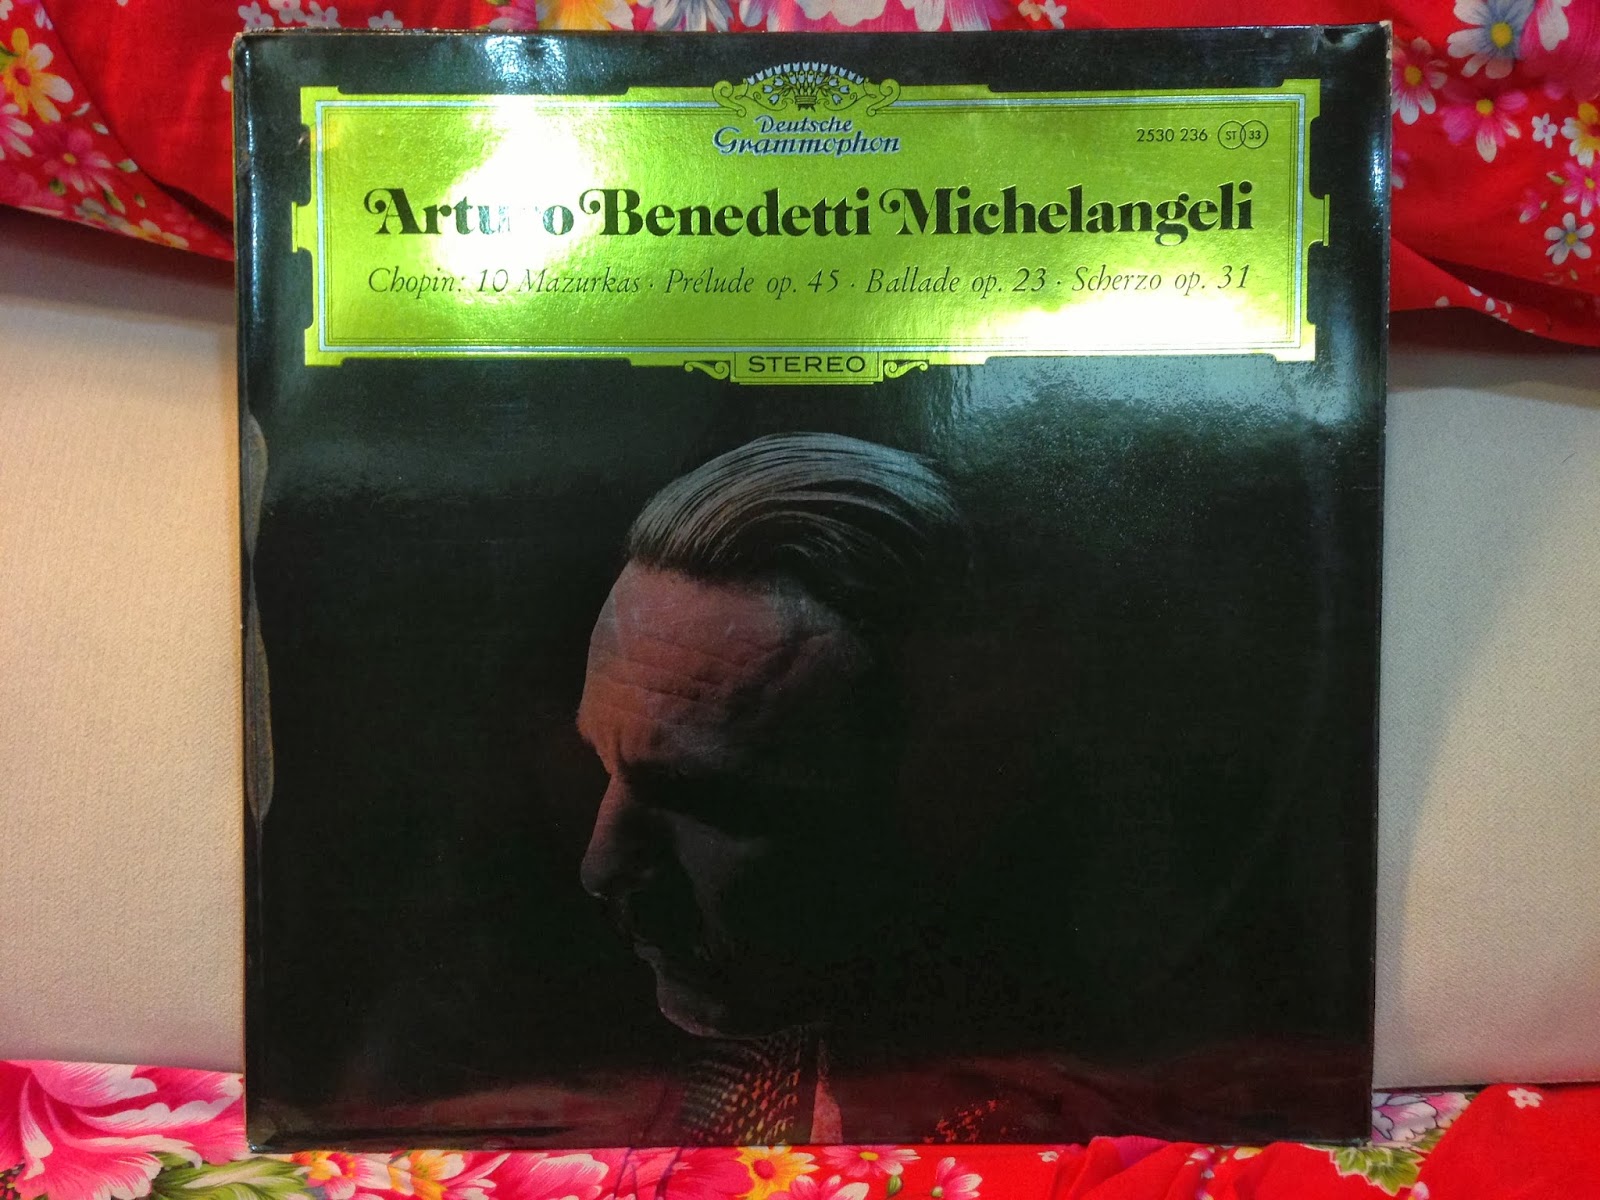 Deutsche
Grammophon
2530 236 ST 33
Arturo Benedetti Michelangeli
Chopin: 10 Mazurkas · Prélude op. 45 · Ballade op. 23 · Scherzo op. 31
STEREO